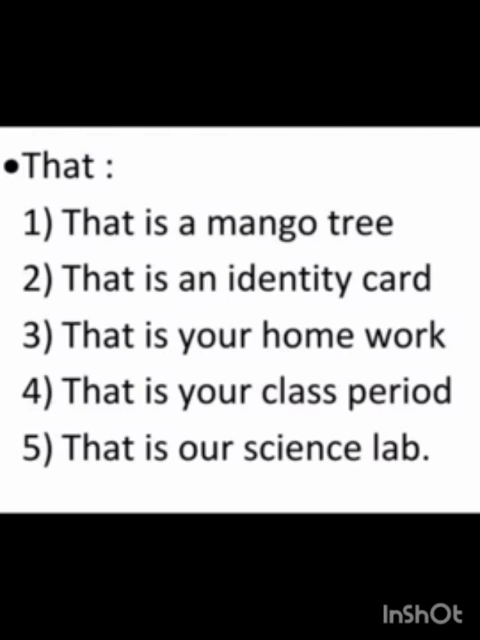 •That :
1) That is a mango tree
2) That is an identity card
3) That is your home work
4) That is your class period
5) That is our science lab.
InShOt